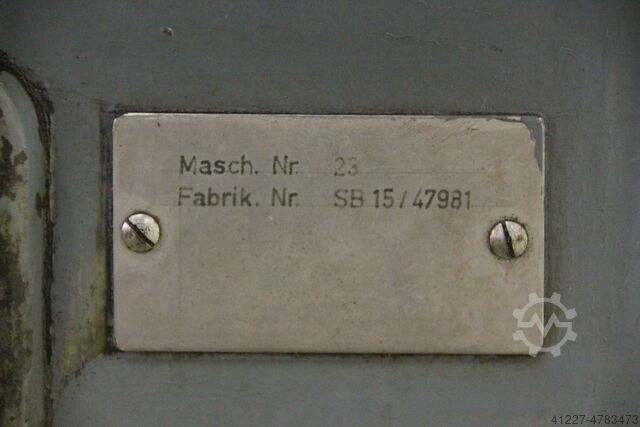 Masch. Nr. 23
Fabrik. Nr. SB 15 / 47981
41227-4783473